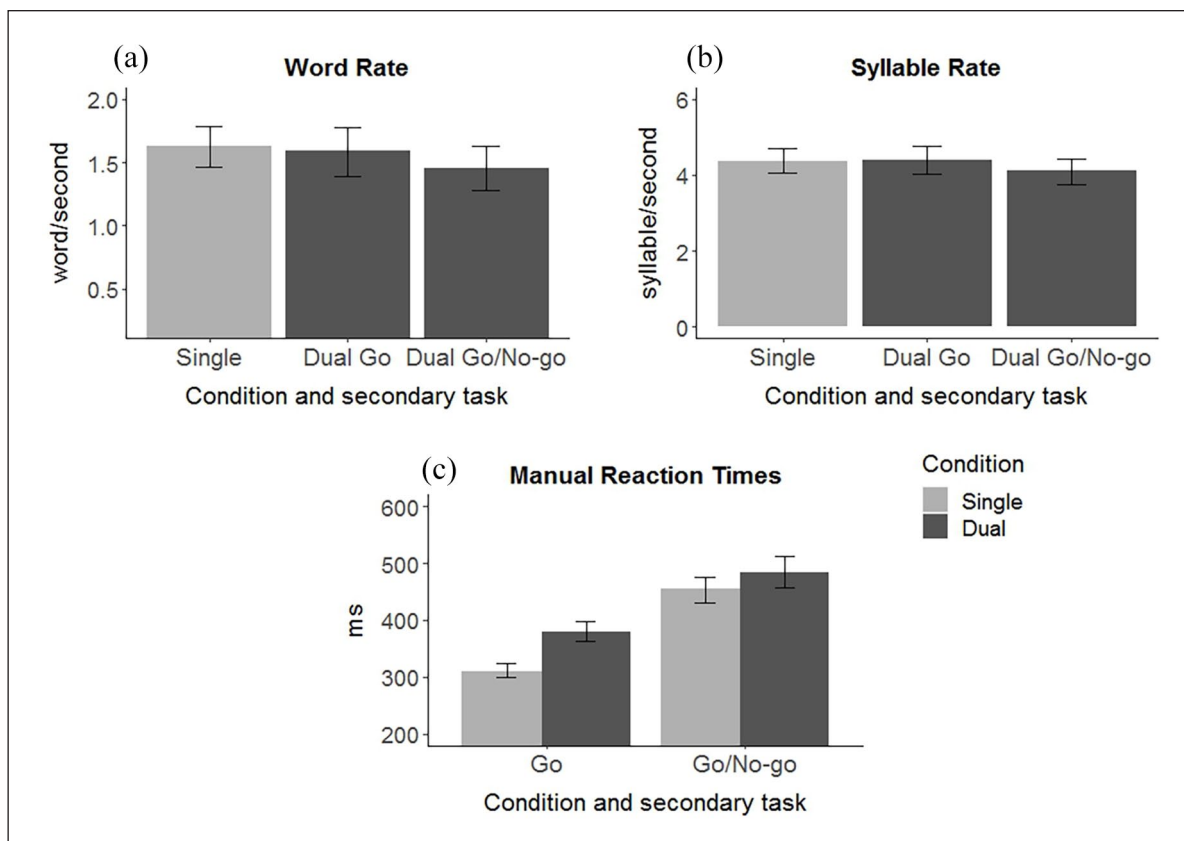 (a)
Word Rate
word/second
2.0
1.5
1.0
0.5
Single Dual Go Dual Go/No-go
Condition and secondary task
(b)
Syllable Rate
syllable/second
6
4
2
0
Single Dual Go Dual Go/No-go
Condition and secondary task
(c)
Manual Reaction Times
ms
600
500
400
300
200
Go Go/No-go
Condition and secondary task
Condition
Single
Dual